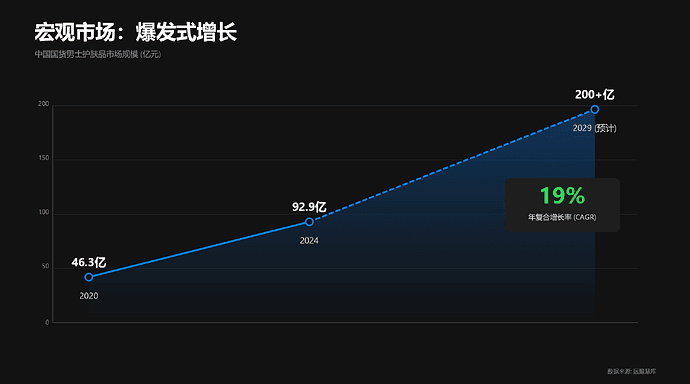 宏观市场：爆发式增长
中国国货男士护肤品市场规模 (亿元)
200+亿
200
2029 (预计)
150
19%
92.9亿
年复合增长率 (CAGR)
100
2024
46.3亿
50
2020
0
数据来源: 远瞻慧库